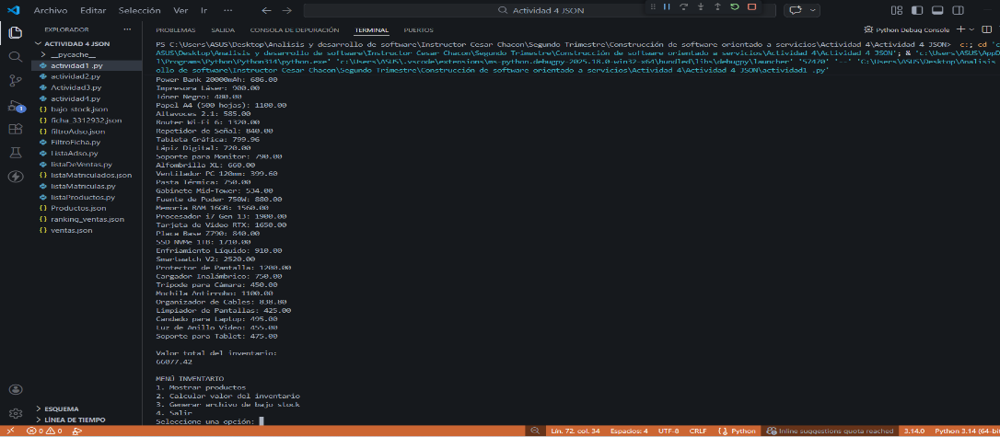 Archivo Editar Selección Ver Ir ··· Actividad 4 JSON
EXPLORADOR ···
ACTIVIDAD 4 JSON
__pycache__
actividad1 .py
actividad2.py
Actividad3.py
actividad4.py
bajo_stock.json
ficha_3312932.json
filtroAdso.json
FiltroFicha.py
ListaAdso.py
listaDeVentas.py
listaMatriculados.json
listaMatriculas.py
listaProductos.py
Productos.json
ranking_ventas.json
ventas.json
ESQUEMA
LÍNEA DE TIEMPO
PROBLEMAS SALIDA CONSOLA DE DEPURACIÓN TERMINAL PUERTOS
Python Debug Console
PS C:\Users\ASUS\Desktop\Analisis y desarrollo de software\Instructor Cesar Chacon\Segundo Trimestre\Construcción de software orientado a servicios\Actividad 4\Actividad 4 JSON> c:; cd 'c:
ASUS\Desktop\Analisis y desarrollo de software\Instructor Cesar Chacon\Segundo Trimestre\Construcción de software orientado a servicios\Actividad 4\Actividad 4 JSON'; & 'c:\Users\ASUS\AppD
l\Programs\Python\Python314\python.exe' 'c:\Users\ASUS\.vscode\extensions\ms-python.debugpy-2025.18.0-win32-x64\bundled\libs\debugpy\launcher' '52470' '--' 'C:\Users\ASUS\Desktop\Analisis
ollo de software\Instructor Cesar Chacon\Segundo Trimestre\Construcción de software orientado a servicios\Actividad 4\Actividad 4 JSON\actividad1 .py'
Power Bank 20000mAh: 686.00
Impresora Láser: 900.00
Tóner Negro: 480.00
Papel A4 (500 hojas): 1100.00
Altavoces 2.1: 585.00
Router Wi-Fi 6: 1320.00
Repetidor de Señal: 840.00
Tableta Gráfica: 799.96
Lápiz Digital: 720.00
Soporte para Monitor: 790.00
Alfombrilla XL: 660.00
Ventilador PC 120mm: 399.60
Pasta Térmica: 750.00
Gabinete Mid-Tower: 534.00
Fuente de Poder 750W: 880.00
Memoria RAM 16GB: 1560.00
Procesador i7 Gen 13: 1900.00
Tarjeta de Video RTX: 1650.00
Placa Base Z790: 840.00
SSD NVMe 1TB: 1710.00
Enfriamiento Líquido: 910.00
Smartwatch V2: 2520.00
Protector de Pantalla: 1200.00
Cargador Inalámbrico: 750.00
Trípode para Cámara: 450.00
Mochila Antirrobo: 1100.00
Organizador de Cables: 838.80
Limpiador de Pantallas: 425.00
Candado para Laptop: 495.00
Luz de Anillo Video: 455.00
Soporte para Tablet: 475.00
Valor total del inventario:
66077.42
MENÚ INVENTARIO
1. Mostrar productos
2. Calcular valor del inventario
3. Generar archivo de bajo stock
4. Salir
Seleccione una opción:
0 0 Lín. 72, col. 34 Espacios: 4 UTF-8 CRLF Python Inline suggestions quota reached 3.14.0 Python 3.14 (64-bit